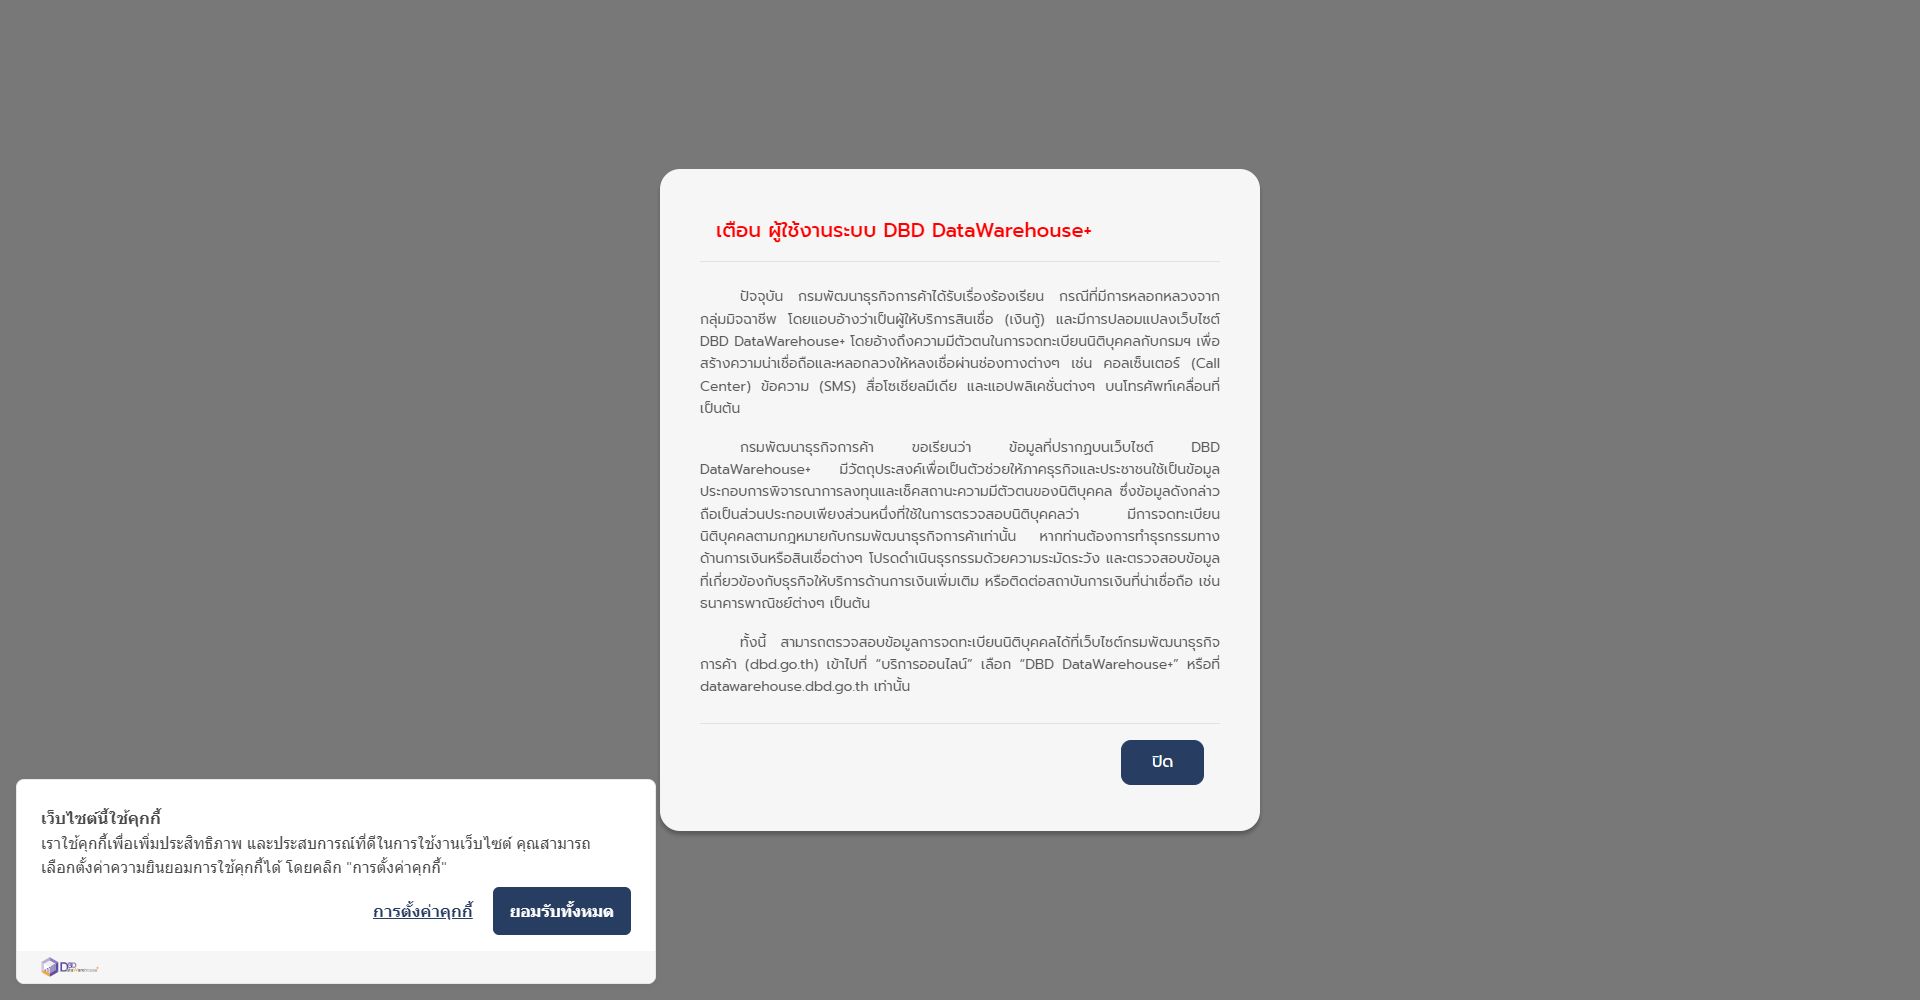 เตือน ผู้ใช้งานระบบ DBD DataWarehouse+
ปัจจุบัน กรมพัฒนาธุรกิจการค้าได้รับเรื่องร้องเรียน กรณีที่มีการหลอกหลวงจาก
กลุ่มมิจฉาชีพ โดยแอบอ้างว่าเป็นผู้ให้บริการสินเชื่อ (เงินกู้) และมีการปลอมแปลงเว็บไซต์
DBD DataWarehouse+ โดยอ้างถึงความมีตัวตนในการจดทะเบียนนิติบุคคลกับกรมฯ เพื่อ
สร้างความน่าเชื่อถือและหลอกลวงให้หลงเชื่อผ่านช่องทางต่างๆ เช่น คอลเซ็นเตอร์ (Call
Center) ข้อความ (SMS) สื่อโซเชียลมีเดีย และแอปพลิเคชั่นต่างๆ บนโทรศัพท์เคลื่อนที่
เป็นต้น
กรมพัฒนาธุรกิจการค้า ขอเรียนว่า ข้อมูลที่ปรากฏบนเว็บไซต์ DBD
DataWarehouse+ มีวัตถุประสงค์เพื่อเป็นตัวช่วยให้ภาคธุรกิจและประชาชนใช้เป็นข้อมูล
ประกอบการพิจารณาการลงทุนและเช็คสถานะความมีตัวตนของนิติบุคคล ซึ่งข้อมูลดังกล่าว
ถือเป็นส่วนประกอบเพียงส่วนหนึ่งที่ใช้ในการตรวจสอบนิติบุคคลว่า มีการจดทะเบียน
นิติบุคคลตามกฎหมายกับกรมพัฒนาธุรกิจการค้าเท่านั้น หากท่านต้องการทำธุรกรรมทาง
ด้านการเงินหรือสินเชื่อต่างๆ โปรดดำเนินธุรกรรมด้วยความระมัดระวัง และตรวจสอบข้อมูล
ที่เกี่ยวข้องกับธุรกิจให้บริการด้านการเงินเพิ่มเติม หรือติดต่อสถาบันการเงินที่น่าเชื่อถือ เช่น
ธนาคารพาณิชย์ต่างๆ เป็นต้น
ทั้งนี้ สามารถตรวจสอบข้อมูลการจดทะเบียนนิติบุคคลได้ที่เว็บไซต์กรมพัฒนาธุรกิจ
การค้า (dbd.go.th) เข้าไปที่ “บริการออนไลน์” เลือก “DBD DataWarehouse+” หรือที่
datawarehouse.dbd.go.th เท่านั้น
ปิด
เว็บไซต์นี้ใช้คุกกี้
เราใช้คุกกี้เพื่อเพิ่มประสิทธิภาพ และประสบการณ์ที่ดีในการใช้งานเว็บไซต์ คุณสามารถ
เลือกตั้งค่าความยินยอมการใช้คุกกี้ได้ โดยคลิก "การตั้งค่าคุกกี้"
การตั้งค่าคุกกี้ ยอมรับทั้งหมด
DBD